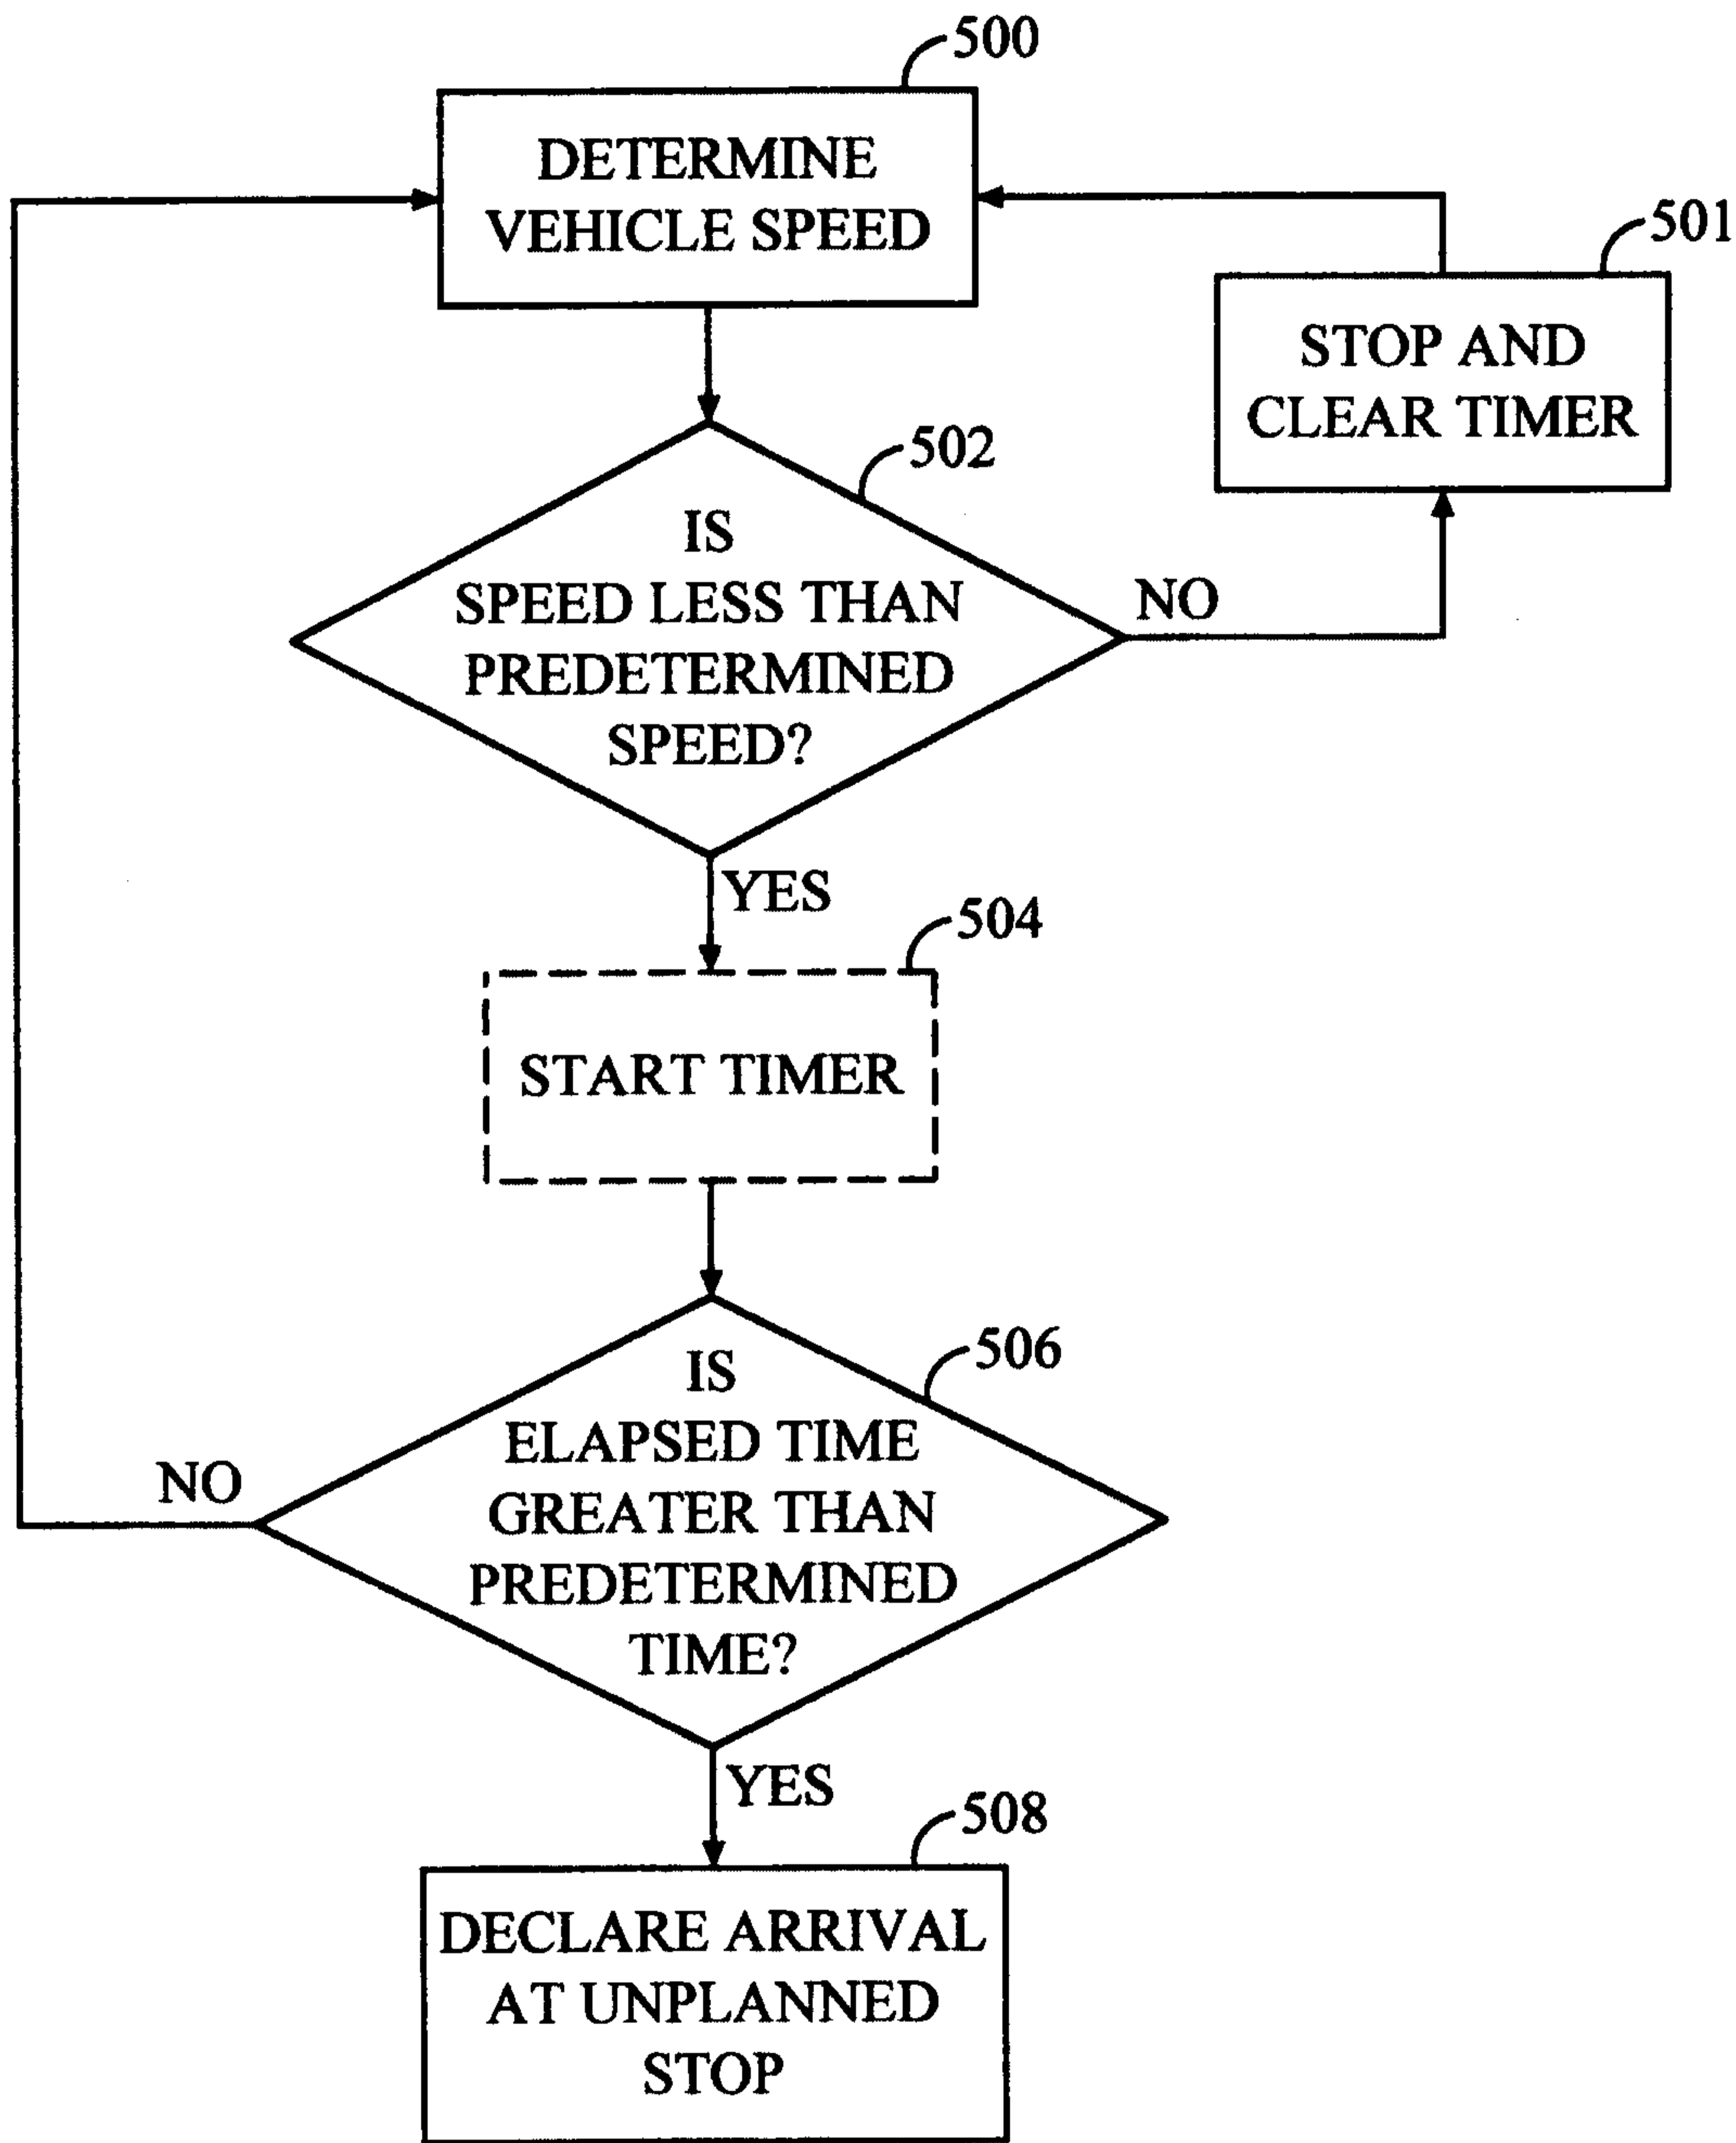 500
DETERMINE
VEHICLE SPEED
501
STOP AND
CLEAR TIMER
502
IS
SPEED LESS THAN
PREDETERMINED
SPEED?
NO
YES
504
START TIMER
506
IS
ELAPSED TIME
GREATER THAN
PREDETERMINED
TIME?
NO
YES
508
DECLARE ARRIVAL
AT UNPLANNED
STOP